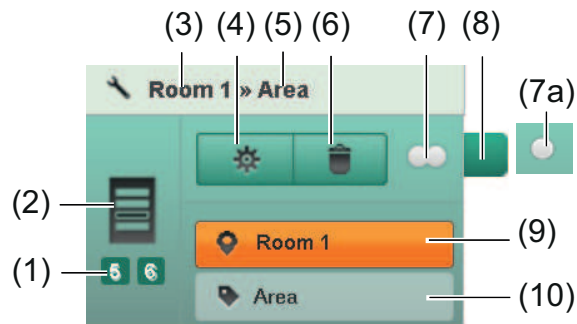 (3) (4) (5) (6) (7) (8)
(7a)
Room 1 » Area
(2)
Room 1 (9)
(1) 5 6
Area (10)